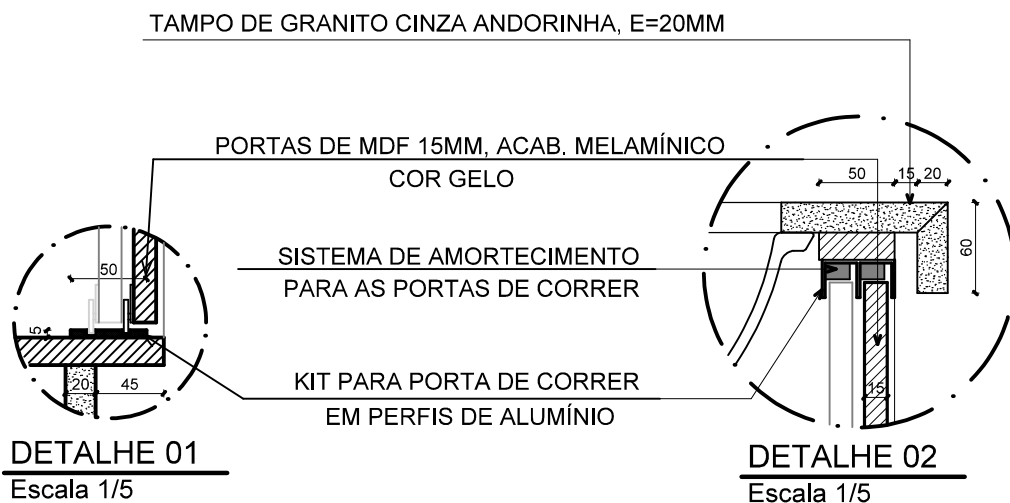 TAMPO DE GRANITO CINZA ANDORINHA, E=20MM
PORTAS DE MDF 15MM, ACAB. MELAMÍNICO
COR GELO
50 15 20
60
50
SISTEMA DE AMORTECIMENTO
PARA AS PORTAS DE CORRER
5
20 45
KIT PARA PORTA DE CORRER
EM PERFIS DE ALUMÍNIO
15
DETALHE 01
Escala 1/5
DETALHE 02
Escala 1/5